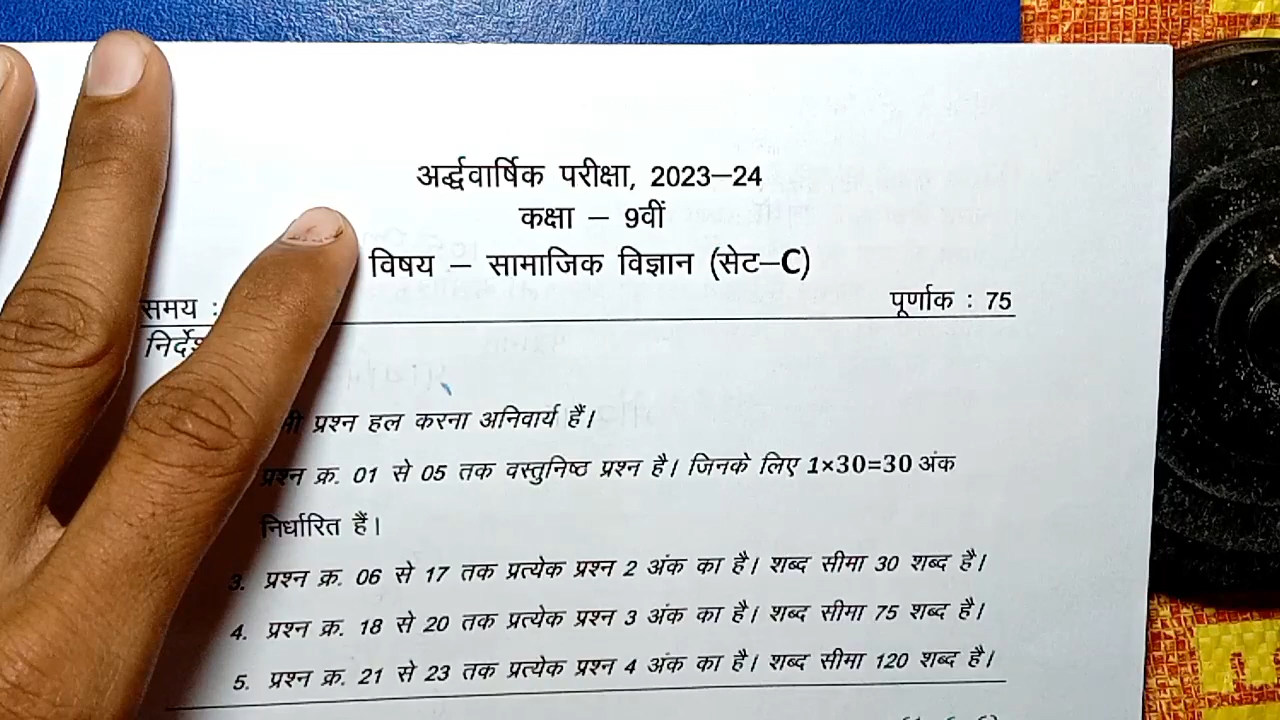 अर्द्धवार्षिक परीक्षा, 2023–24
कक्षा – 9वीं
विषय – सामाजिक विज्ञान (सेट–C)
समय :
पूर्णाक : 75
प्रश्न हल करना अनिवार्य हैं।
प्रश्न क्र. 01 से 05 तक वस्तुनिष्ठ प्रश्न है। जिनके लिए 1×30=30 अंक
निर्धारित हैं।
3. प्रश्न क्र. 06 से 17 तक प्रत्येक प्रश्न 2 अंक का है। शब्द सीमा 30 शब्द है।
4. प्रश्न क्र. 18 से 20 तक प्रत्येक प्रश्न 3 अंक का है। शब्द सीमा 75 शब्द है।
5. प्रश्न क्र. 21 से 23 तक प्रत्येक प्रश्न 4 अंक का है। शब्द सीमा 120 शब्द है।